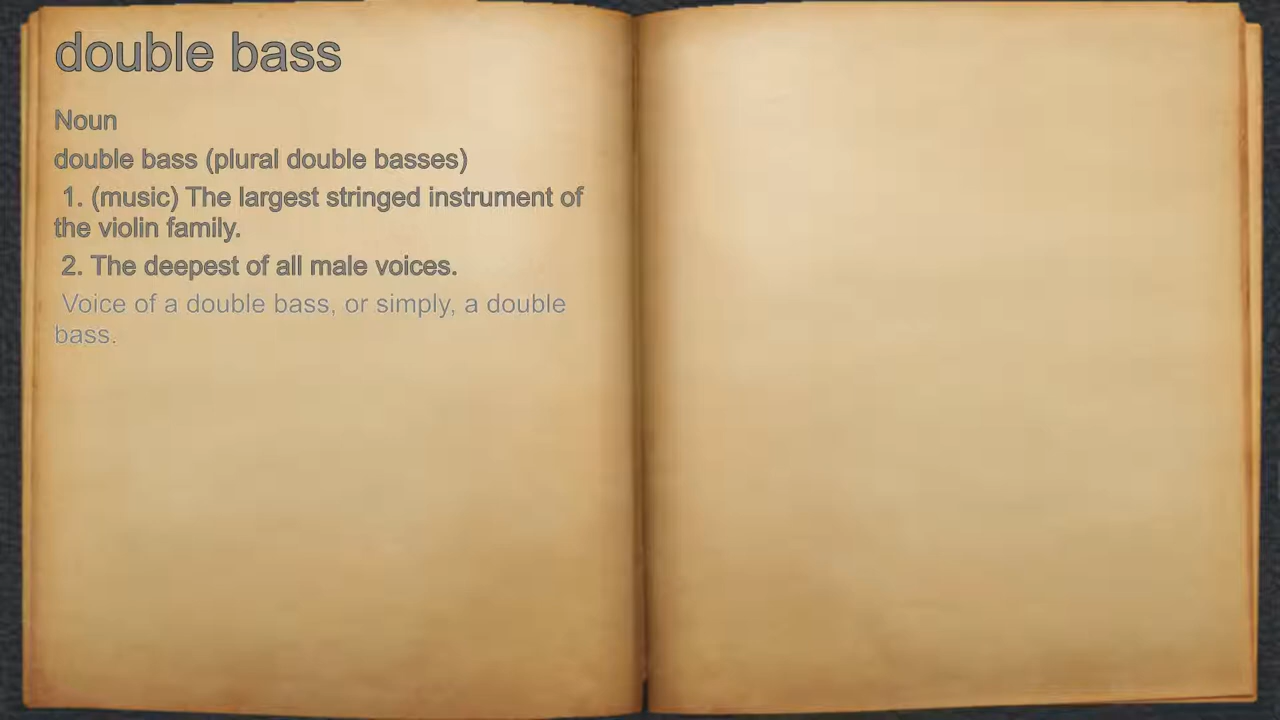 double bass
Noun
double bass (plural double basses)
1. (music) The largest stringed instrument of
the violin family.
2. The deepest of all male voices.
Voice of a double bass, or simply, a double
bass.